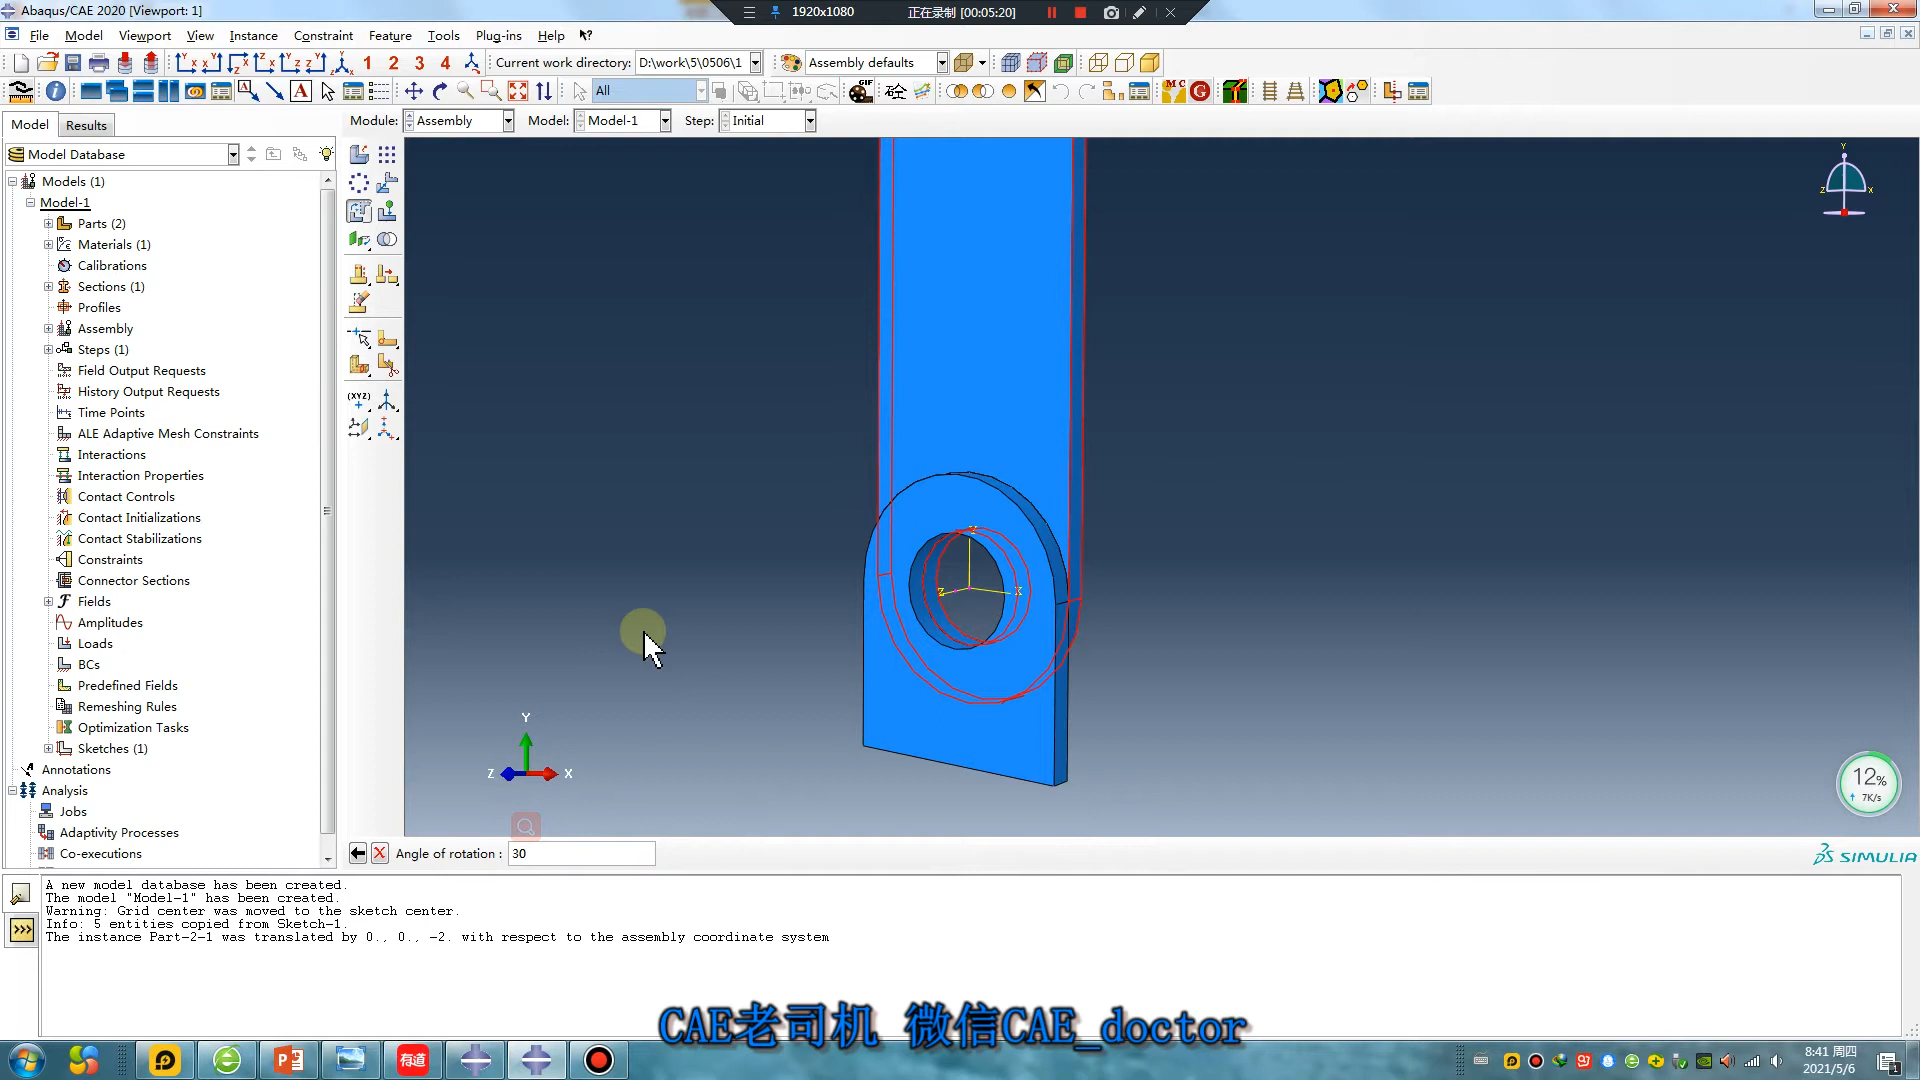 Abaqus/CAE 2020 [Viewport: 1]
1920x1080
正在录制 [00:05:20]
File Model Viewport View Instance Constraint Feature Tools Plug-ins Help
1 2 3 4
Current work directory: D:\work\5\0506\1
Assembly defaults
All
GIF
Model Results
Module: Assembly Model: Model-1 Step: Initial
Model Database
Models (1)
Model-1
Parts (2)
Materials (1)
Calibrations
Sections (1)
Profiles
Assembly
Steps (1)
Field Output Requests
History Output Requests
Time Points
ALE Adaptive Mesh Constraints
Interactions
Interaction Properties
Contact Controls
Contact Initializations
Contact Stabilizations
Constraints
Connector Sections
Fields
Amplitudes
Loads
BCs
Predefined Fields
Remeshing Rules
Optimization Tasks
Sketches (1)
Annotations
Analysis
Jobs
Adaptivity Processes
Co-executions
(XYZ)
Y
Z X
Y
Z X
Y
Z X
12%
7K/s
Angle of rotation : 30
SIMULIA
A new model database has been created.
The model "Model-1" has been created.
Warning: Grid center was moved to the sketch center.
Info: 5 entities copied from Sketch-1.
The instance Part-2-1 was translated by 0., 0., -2. with respect to the assembly coordinate system
CAE老司机 微信CAE_doctor
有道
8:41 周四
2021/5/6